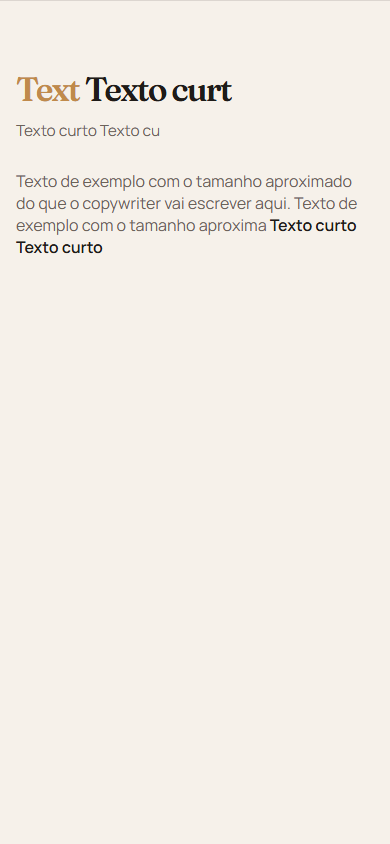 Text Texto curt
Texto curto Texto cu
Texto de exemplo com o tamanho aproximado
do que o copywriter vai escrever aqui. Texto de
exemplo com o tamanho aproxima Texto curto
Texto curto